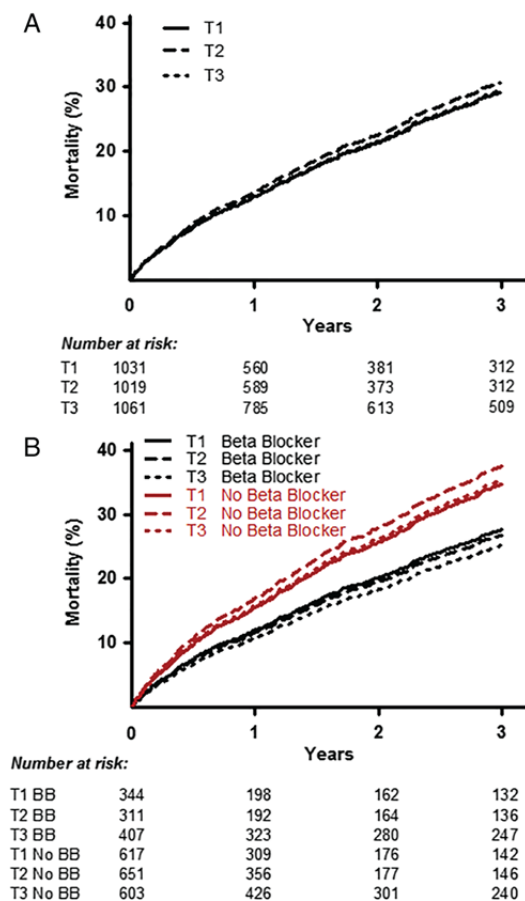 A
T1
T2
T3
40
30
20
10
Mortality (%)
0 1 2 3
Years
Number at risk:
T1 1031 560 381 312
T2 1019 589 373 312
T3 1061 785 613 509
B
T1 Beta Blocker
T2 Beta Blocker
T3 Beta Blocker
T1 No Beta Blocker
T2 No Beta Blocker
T3 No Beta Blocker
40
30
20
10
Mortality (%)
0 1 2 3
Years
Number at risk:
T1 BB 344 198 162 132
T2 BB 311 192 164 136
T3 BB 407 323 280 247
T1 No BB 617 309 176 142
T2 No BB 651 356 177 146
T3 No BB 603 426 301 240